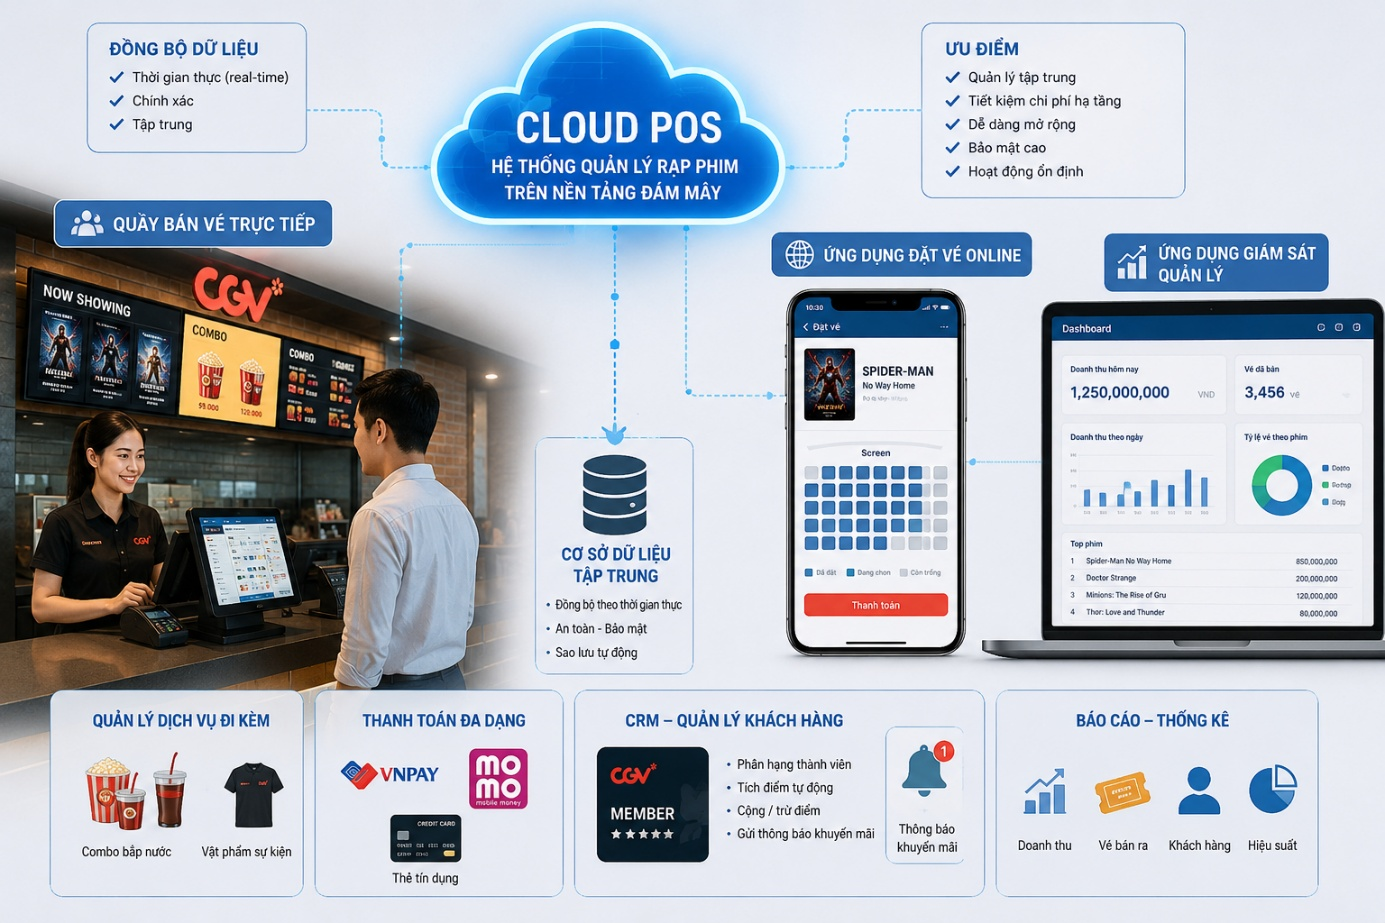 ĐỒNG BỘ DỮ LIỆU
Thời gian thực (real-time)
Chính xác
Tập trung
CLOUD POS
HỆ THỐNG QUẢN LÝ RẠP PHIM
TRÊN NỀN TẢNG ĐÁM MÂY
ƯU ĐIỂM
Quản lý tập trung
Tiết kiệm chi phí hạ tầng
Dễ dàng mở rộng
Bảo mật cao
Hoạt động ổn định
QUẦY BÁN VÉ TRỰC TIẾP
NOW SHOWING
CGV
COMBO
COMBO
CGV
ỨNG DỤNG ĐẶT VÉ ONLINE
10:30
Đặt vé
SPIDER-MAN
No Way Home
Screen
Đã đặt
Đang chọn
Còn trống
Thanh toán
ỨNG DỤNG GIÁM SÁT
QUẢN LÝ
Dashboard
Doanh thu hôm nay
1,250,000,000 VND
Vé đã bán
3,456 vé
Doanh thu theo ngày
Tỷ lệ vé theo phim
Top phim
1 Spider-Man No Way Home 850,000,000
2 Doctor Strange 200,000,000
3 Minions: The Rise of Gru 120,000,000
4 Thor: Love and Thunder 80,000,000
CƠ SỞ DỮ LIỆU
TẬP TRUNG
• Đồng bộ theo thời gian thực
• An toàn - Bảo mật
• Sao lưu tự động
QUẢN LÝ DỊCH VỤ ĐI KÈM
Combo bắp nước
Vật phẩm sự kiện
THANH TOÁN ĐA DẠNG
VNPAY
mo
mo
mobile money
CREDIT CARD
Thẻ tín dụng
CRM – QUẢN LÝ KHÁCH HÀNG
CGV
MEMBER
• Phân hạng thành viên
• Tích điểm tự động
• Cộng / trừ điểm
• Gửi thông báo khuyến mãi
1
Thông báo
khuyến mãi
BÁO CÁO – THỐNG KÊ
Doanh thu
Vé bán ra
Khách hàng
Hiệu suất